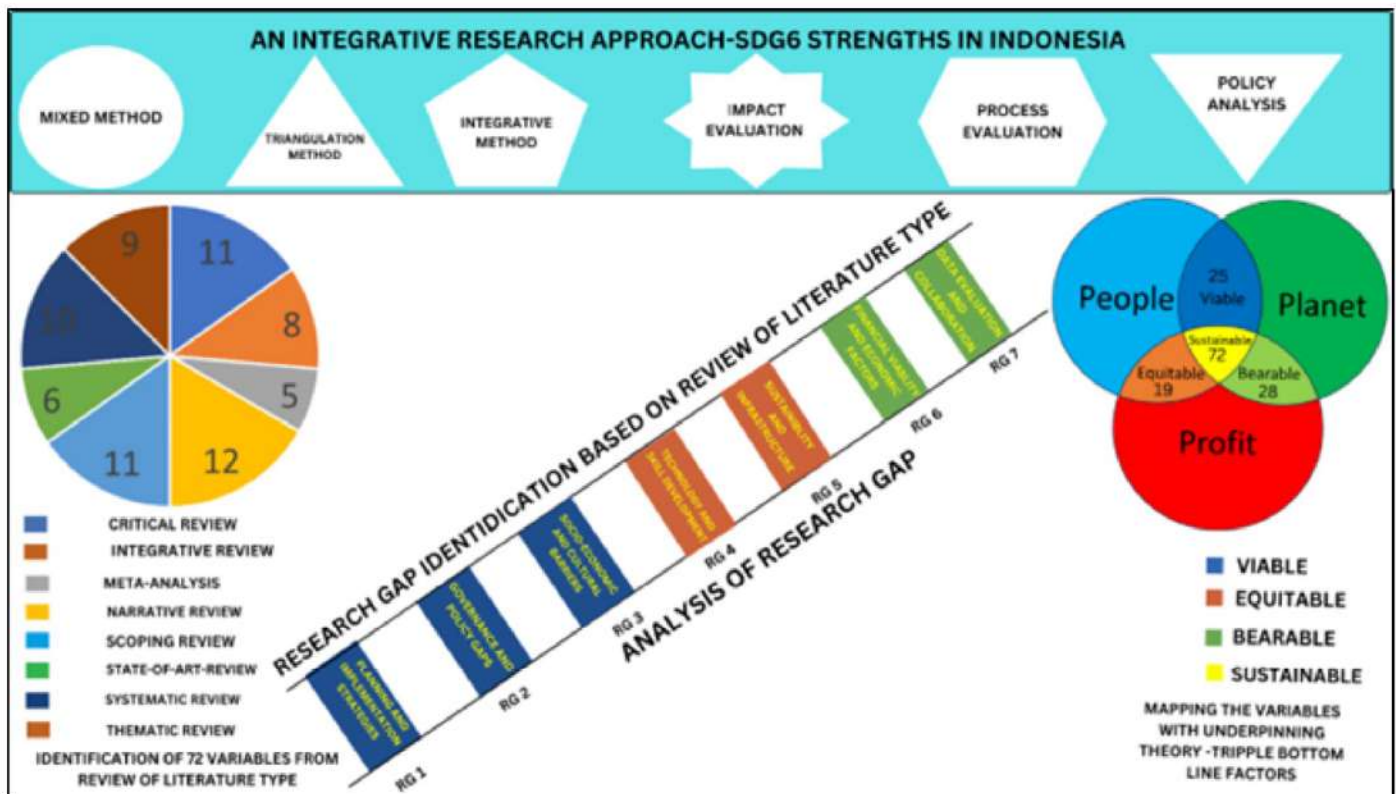 AN INTEGRATIVE RESEARCH APPROACH-SDG6 STRENGTHS IN INDONESIA
MIXED METHOD
TRIANGULATION
METHOD
INTEGRATIVE
METHOD
IMPACT
EVALUATION
PROCESS
EVALUATION
POLICY
ANALYSIS
9
11
8
5
12
11
6
10
CRITICAL REVIEW
INTEGRATIVE REVIEW
META-ANALYSIS
NARRATIVE REVIEW
SCOPING REVIEW
STATE-OF-ART-REVIEW
SYSTEMATIC REVIEW
THEMATIC REVIEW
IDENTIFICATION OF 72 VARIABLES FROM
REVIEW OF LITERATURE TYPE
RESEARCH GAP IDENTIDICATION BASED ON REVIEW OF LITERATURE TYPE
PLANNING AND
IMPLEMENTATION
STRATEGIES
GOVERNANCE AND
POLICY GAPS
SOCIO-ECONOMIC
AND CULTURAL
BARRIERS
TECHNOLOGY AND
SKILL DEVELOPMENT
SUSTAINIBLITY
AND
INFRASTRUCTURE
FINANCIAL VIABILITY
AND ECONOMIC
FACTORS
DATA EVALUATION
AND
COLLABORATION
RG 1
RG 2
RG 3
RG 4
RG 5
RG 6
RG 7
ANALYSIS OF RESEARCH GAP
People
25
Viable
Planet
Sustainable
72
Equitable
19
Bearable
28
Profit
VIABLE
EQUITABLE
BEARABLE
SUSTAINABLE
MAPPING THE VARIABLES
WITH UNDERPINNING
THEORY -TRIPPLE BOTTOM
LINE FACTORS